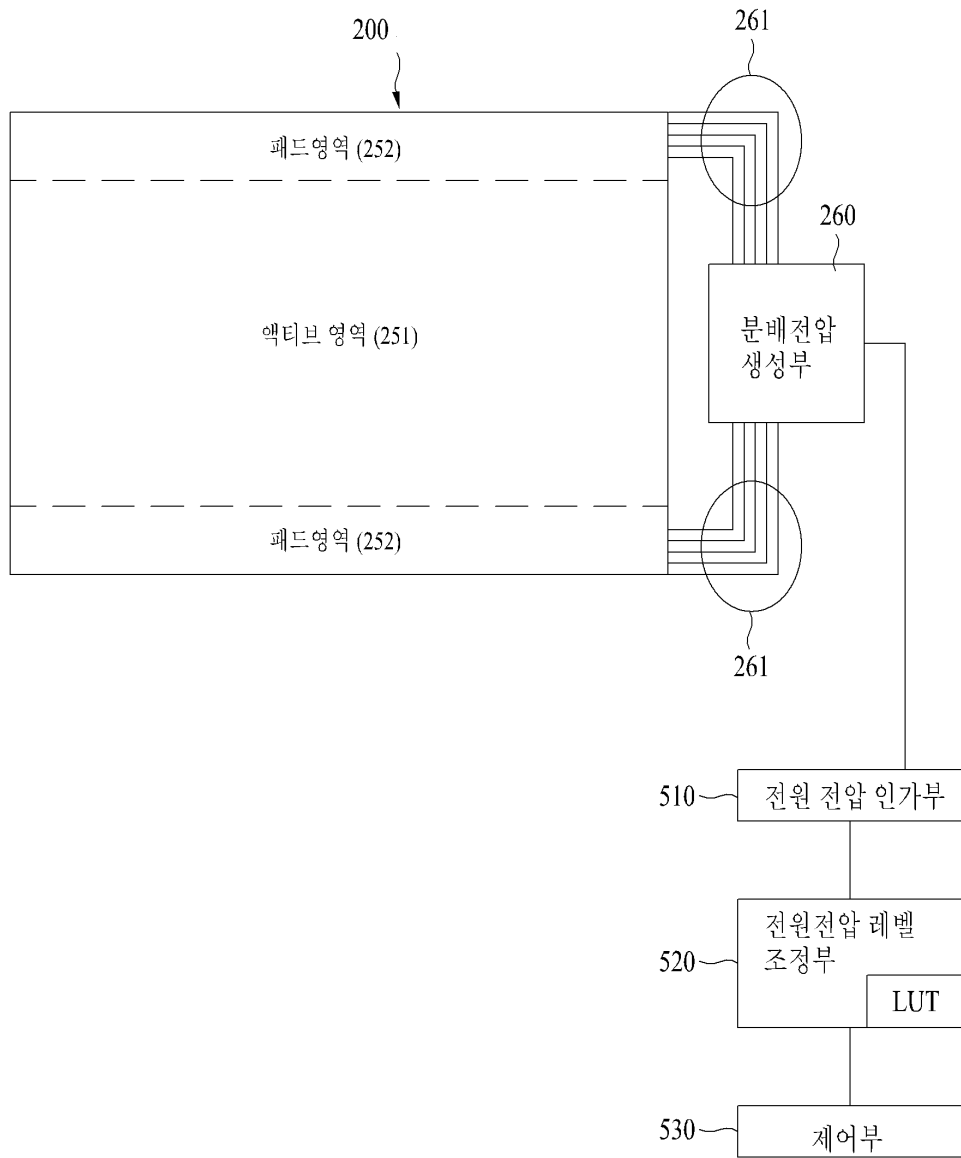 200
261
패드영역 (252)
260
액티브 영역 (251)
분배전압
생성부
패드영역 (252)
261
510
전원 전압 인가부
전원전압 레벨
조정부
520
LUT
530
제어부